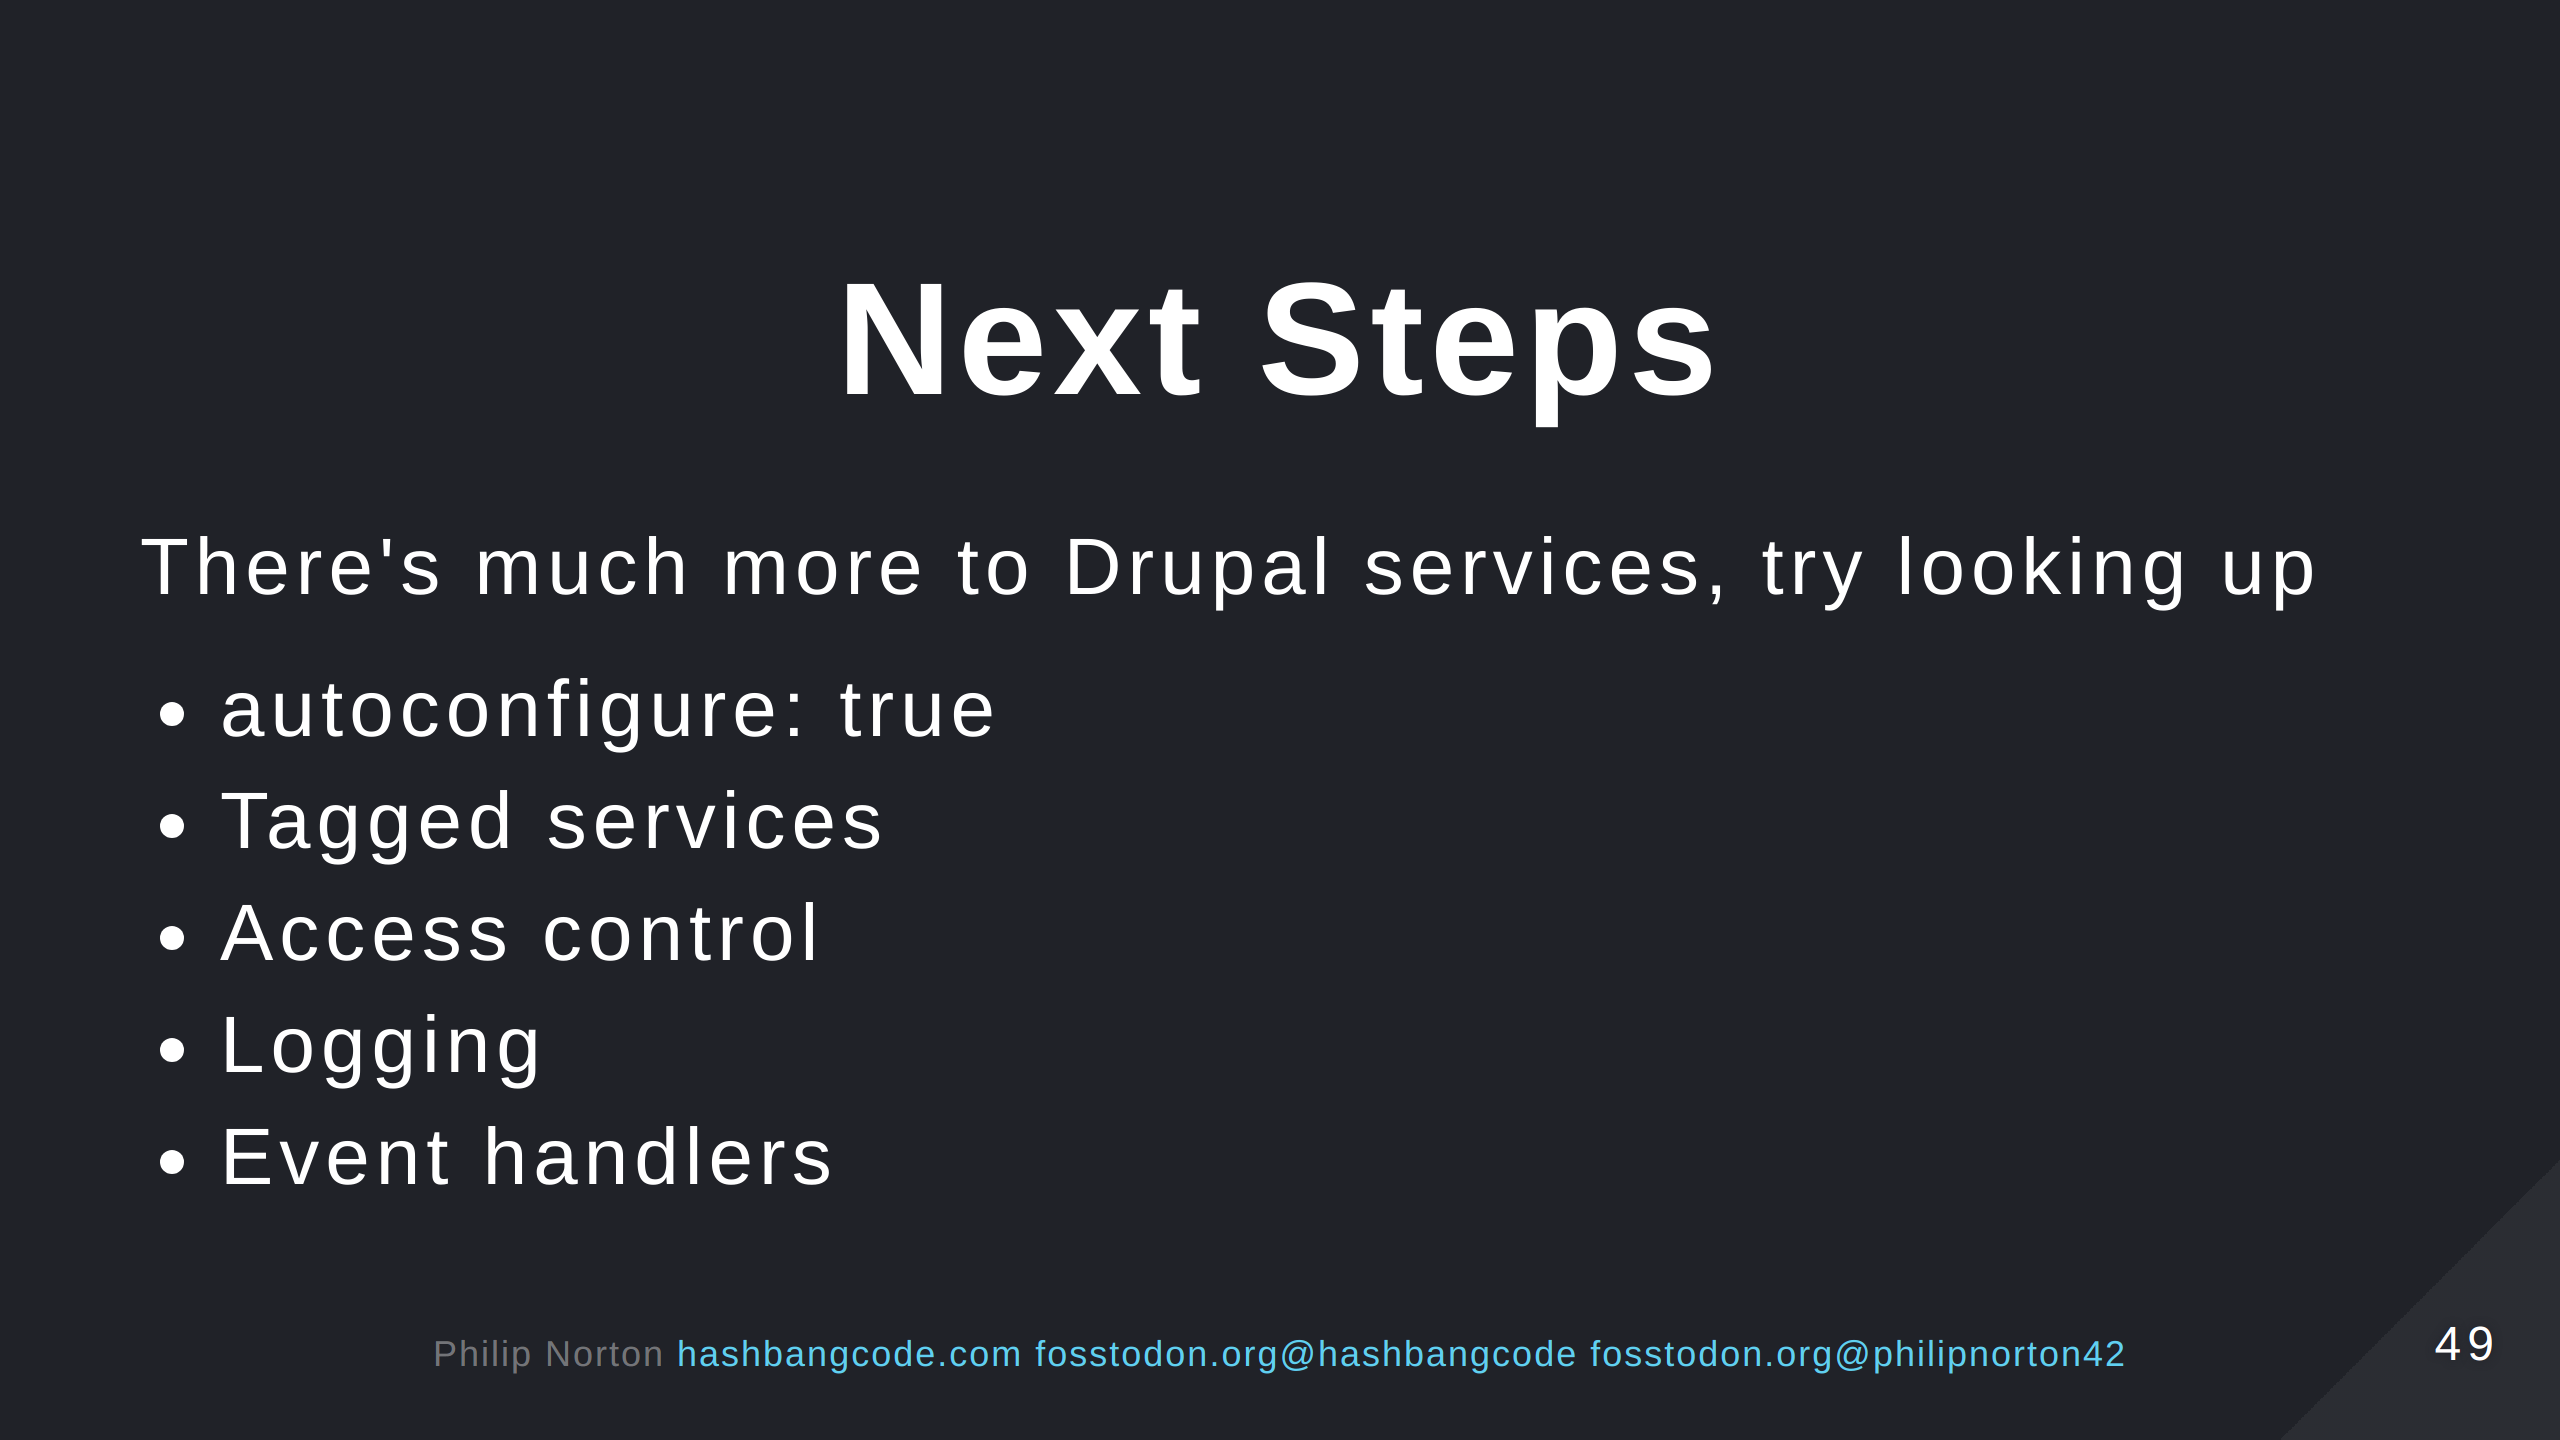 Next Steps
There's much more to Drupal services, try looking up
• autoconfigure: true
• Tagged services
• Access control
• Logging
• Event handlers
Philip Norton hashbangcode.com fosstodon.org@hashbangcode fosstodon.org@philipnorton42
49